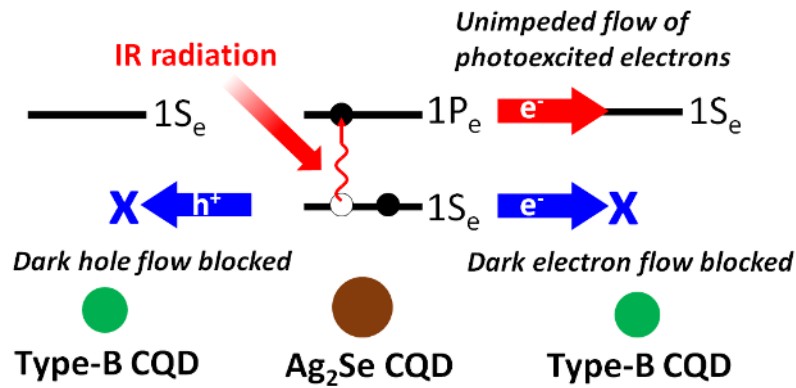 IR radiation
Unimpeded flow of
photoexcited electrons
1Sₑ
1Pₑ
e⁻
1Sₑ
X
h⁺
1Sₑ
e⁻
X
Dark hole flow blocked
Dark electron flow blocked
Type-B CQD
Ag₂Se CQD
Type-B CQD